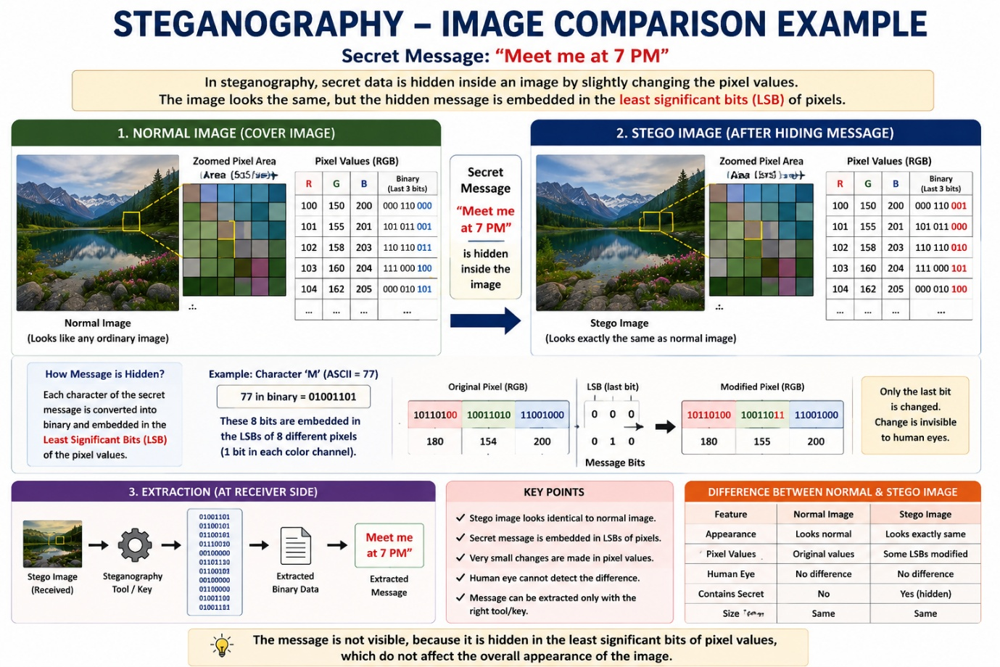 STEGANOGRAPHY – IMAGE COMPARISON EXAMPLE
Secret Message: “Meet me at 7 PM”
In steganography, secret data is hidden inside an image by slightly changing the pixel values.
The image looks the same, but the hidden message is embedded in the least significant bits (LSB) of pixels.
1. NORMAL IMAGE (COVER IMAGE)
Zoomed Pixel Area
(Area
Pixel Values (RGB)
R G B Binary
(Last 3 bits)
100 150 200 000 110 000
101 155 201 101 011 001
102 158 203 110 110 011
103 160 204 111 000 100
104 162 205 000 010 101
... ... ... ...
Normal Image
(Looks like any ordinary image)
Secret
Message
“Meet me
at 7 PM”
is hidden
inside the
image
2. STEGO IMAGE (AFTER HIDING MESSAGE)
Zoomed Pixel Area
Pixel Values (RGB)
R G B Binary
(Last 3 bits)
100 150 200 000 110 001
101 155 201 101 011 000
102 158 203 110 110 010
103 160 204 111 000 101
104 162 205 000 010 100
... ... ... ...
Stego Image
(Looks exactly the same as normal image)
How Message is Hidden?
Each character of the secret
message is converted into
binary and embedded in the
Least Significant Bits (LSB)
of the pixel values.
Example: Character ‘M’ (ASCII = 77)
77 in binary = 01001101
These 8 bits are embedded in
the LSBs of 8 different pixels
(1 bit in each color channel).
Original Pixel (RGB)
10110100 10011010 11001000
180 154 200
LSB (last bit)
0 0 0
0 1 0
Message Bits
Modified Pixel (RGB)
10110100 10011011 11001000
180 155 200
Only the last bit
is changed.
Change is invisible
to human eyes.
3. EXTRACTION (AT RECEIVER SIDE)
Stego Image
(Received)
Steganography
Tool / Key
01001101
01100101
01100101
01110010
00100000
01101110
01100101
00100000
01100000
01001100
01001101
Extracted
Binary Data
Meet me
at 7 PM”
Extracted
Message
KEY POINTS
✓ Stego image looks identical to normal image.
✓ Secret message is embedded in LSBs of pixels.
✓ Very small changes are made in pixel values.
✓ Human eye cannot detect the difference.
✓ Message can be extracted only with the
right tool/key.
DIFFERENCE BETWEEN NORMAL & STEGO IMAGE
Feature Normal Image Stego Image
Appearance Looks normal Looks exactly same
Pixel Values Original values Some LSBs modified
Human Eye No difference No difference
Contains Secret No Yes (hidden)
Size Same Same
The message is not visible, because it is hidden in the least significant bits of pixel values,
which do not affect the overall appearance of the image.